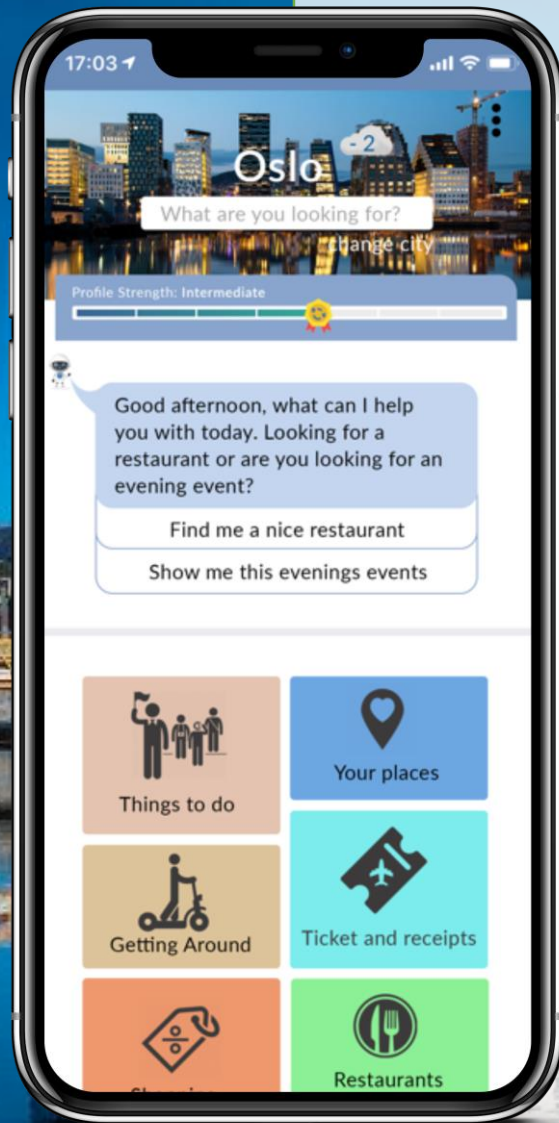 17:03
-2
Oslo
What are you looking for?
change city
Profile Strength: Intermediate
Good afternoon, what can I help
you with today. Looking for a
restaurant or are you looking for an
evening event?
Find me a nice restaurant
Show me this evenings events
Things to do
Your places
Getting Around
Ticket and receipts
Shopping
Restaurants